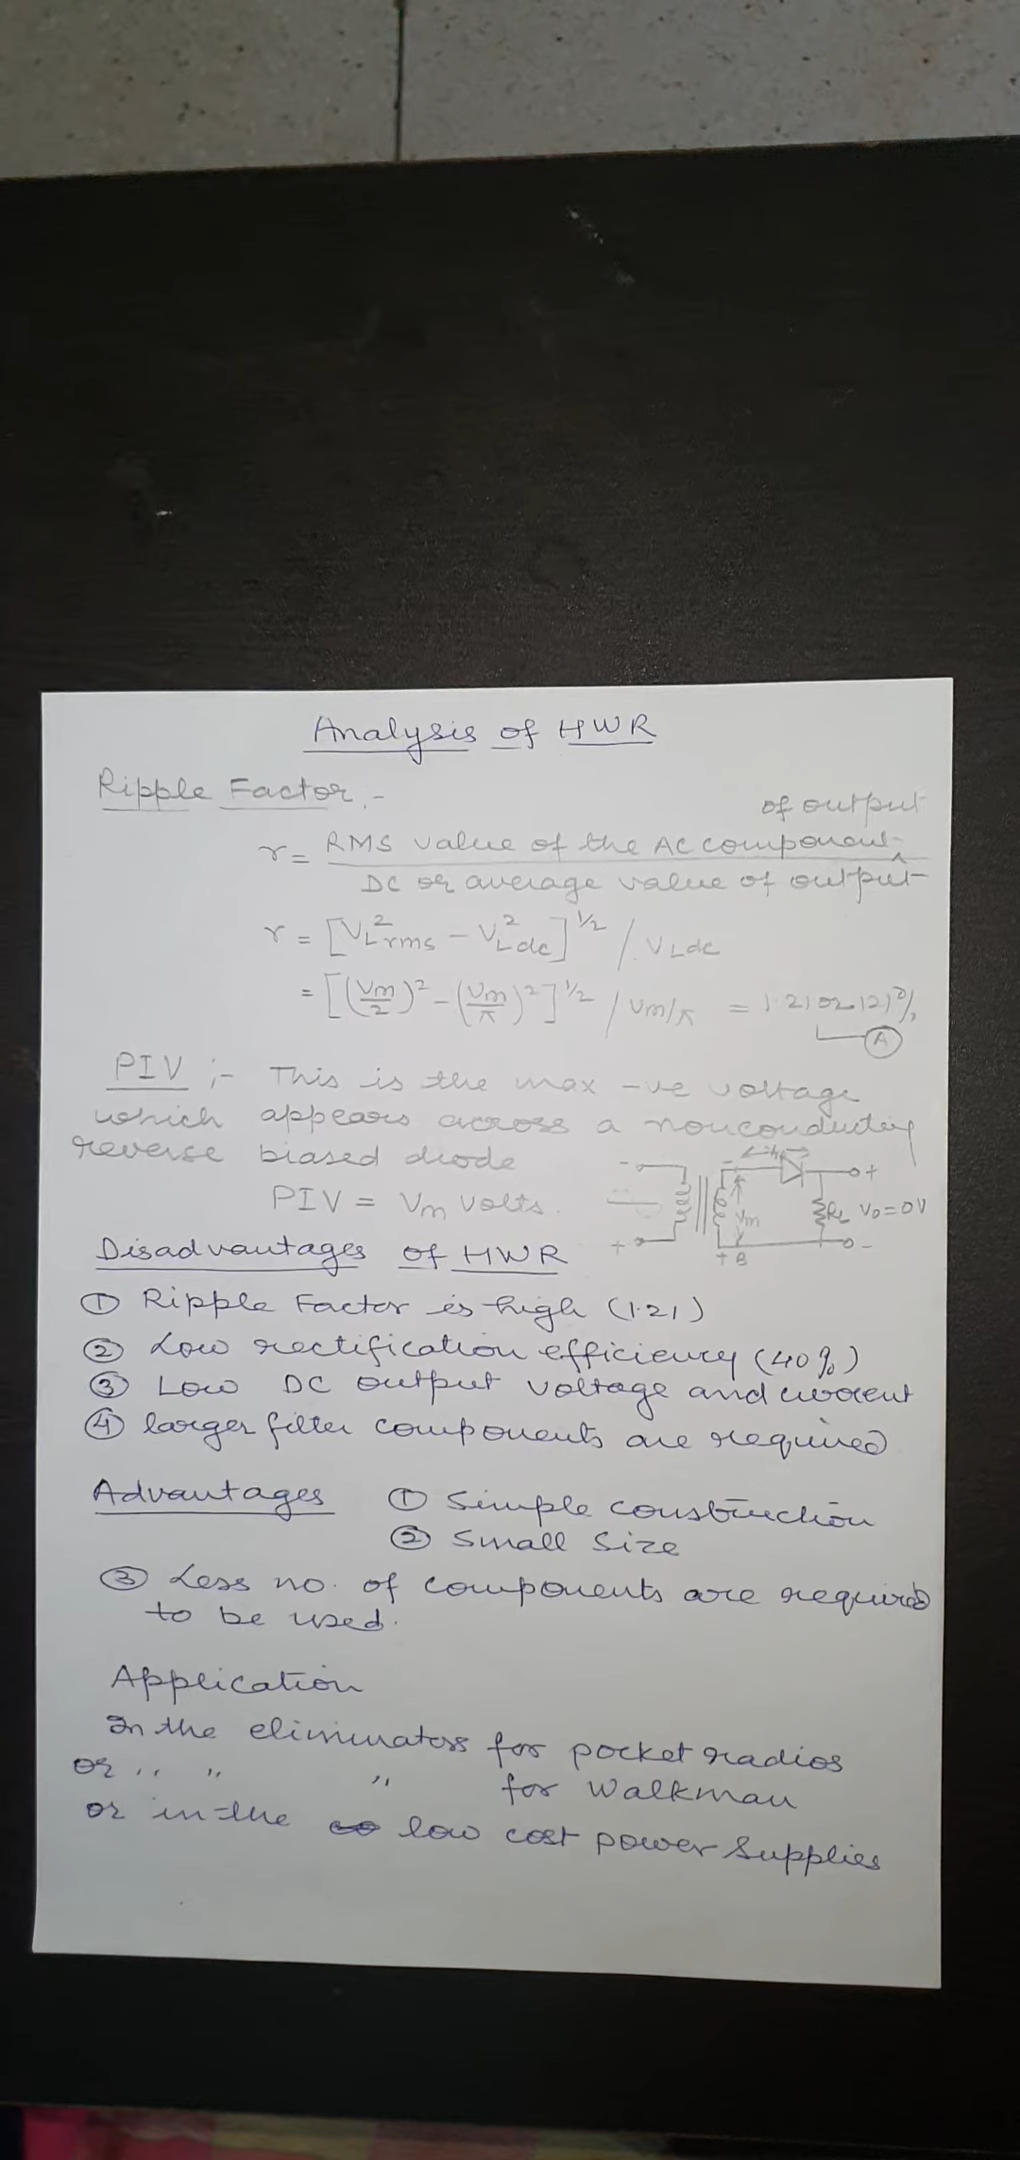 Analysis of HWR
Ripple Factor :-
of output
r = RMS value of the AC component
DC or average value of output
r = [V²Lrms - V²Ldc]^1/2 / VLdc
= [(Vm/2)² - (Vm/π)²]^1/2 / Vm/π = 1.21 or 121%
A
PIV :- This is the max -ve voltage
which appears across a nonconducting
reverse biased diode
PIV = Vm volts.
- - +
Vm RL Vo = 0V
+ + B -
Disadvantages of HWR
① Ripple Factor is high (1.21)
② Low rectification efficiency (40%)
③ Low DC output voltage and current
④ larger filter components are required
Advantages ① Simple construction
② Small Size
③ Less no. of components are required
to be used.
Application
In the eliminators for pocket radios
or " " " for Walkman
or in the low cost power supplies